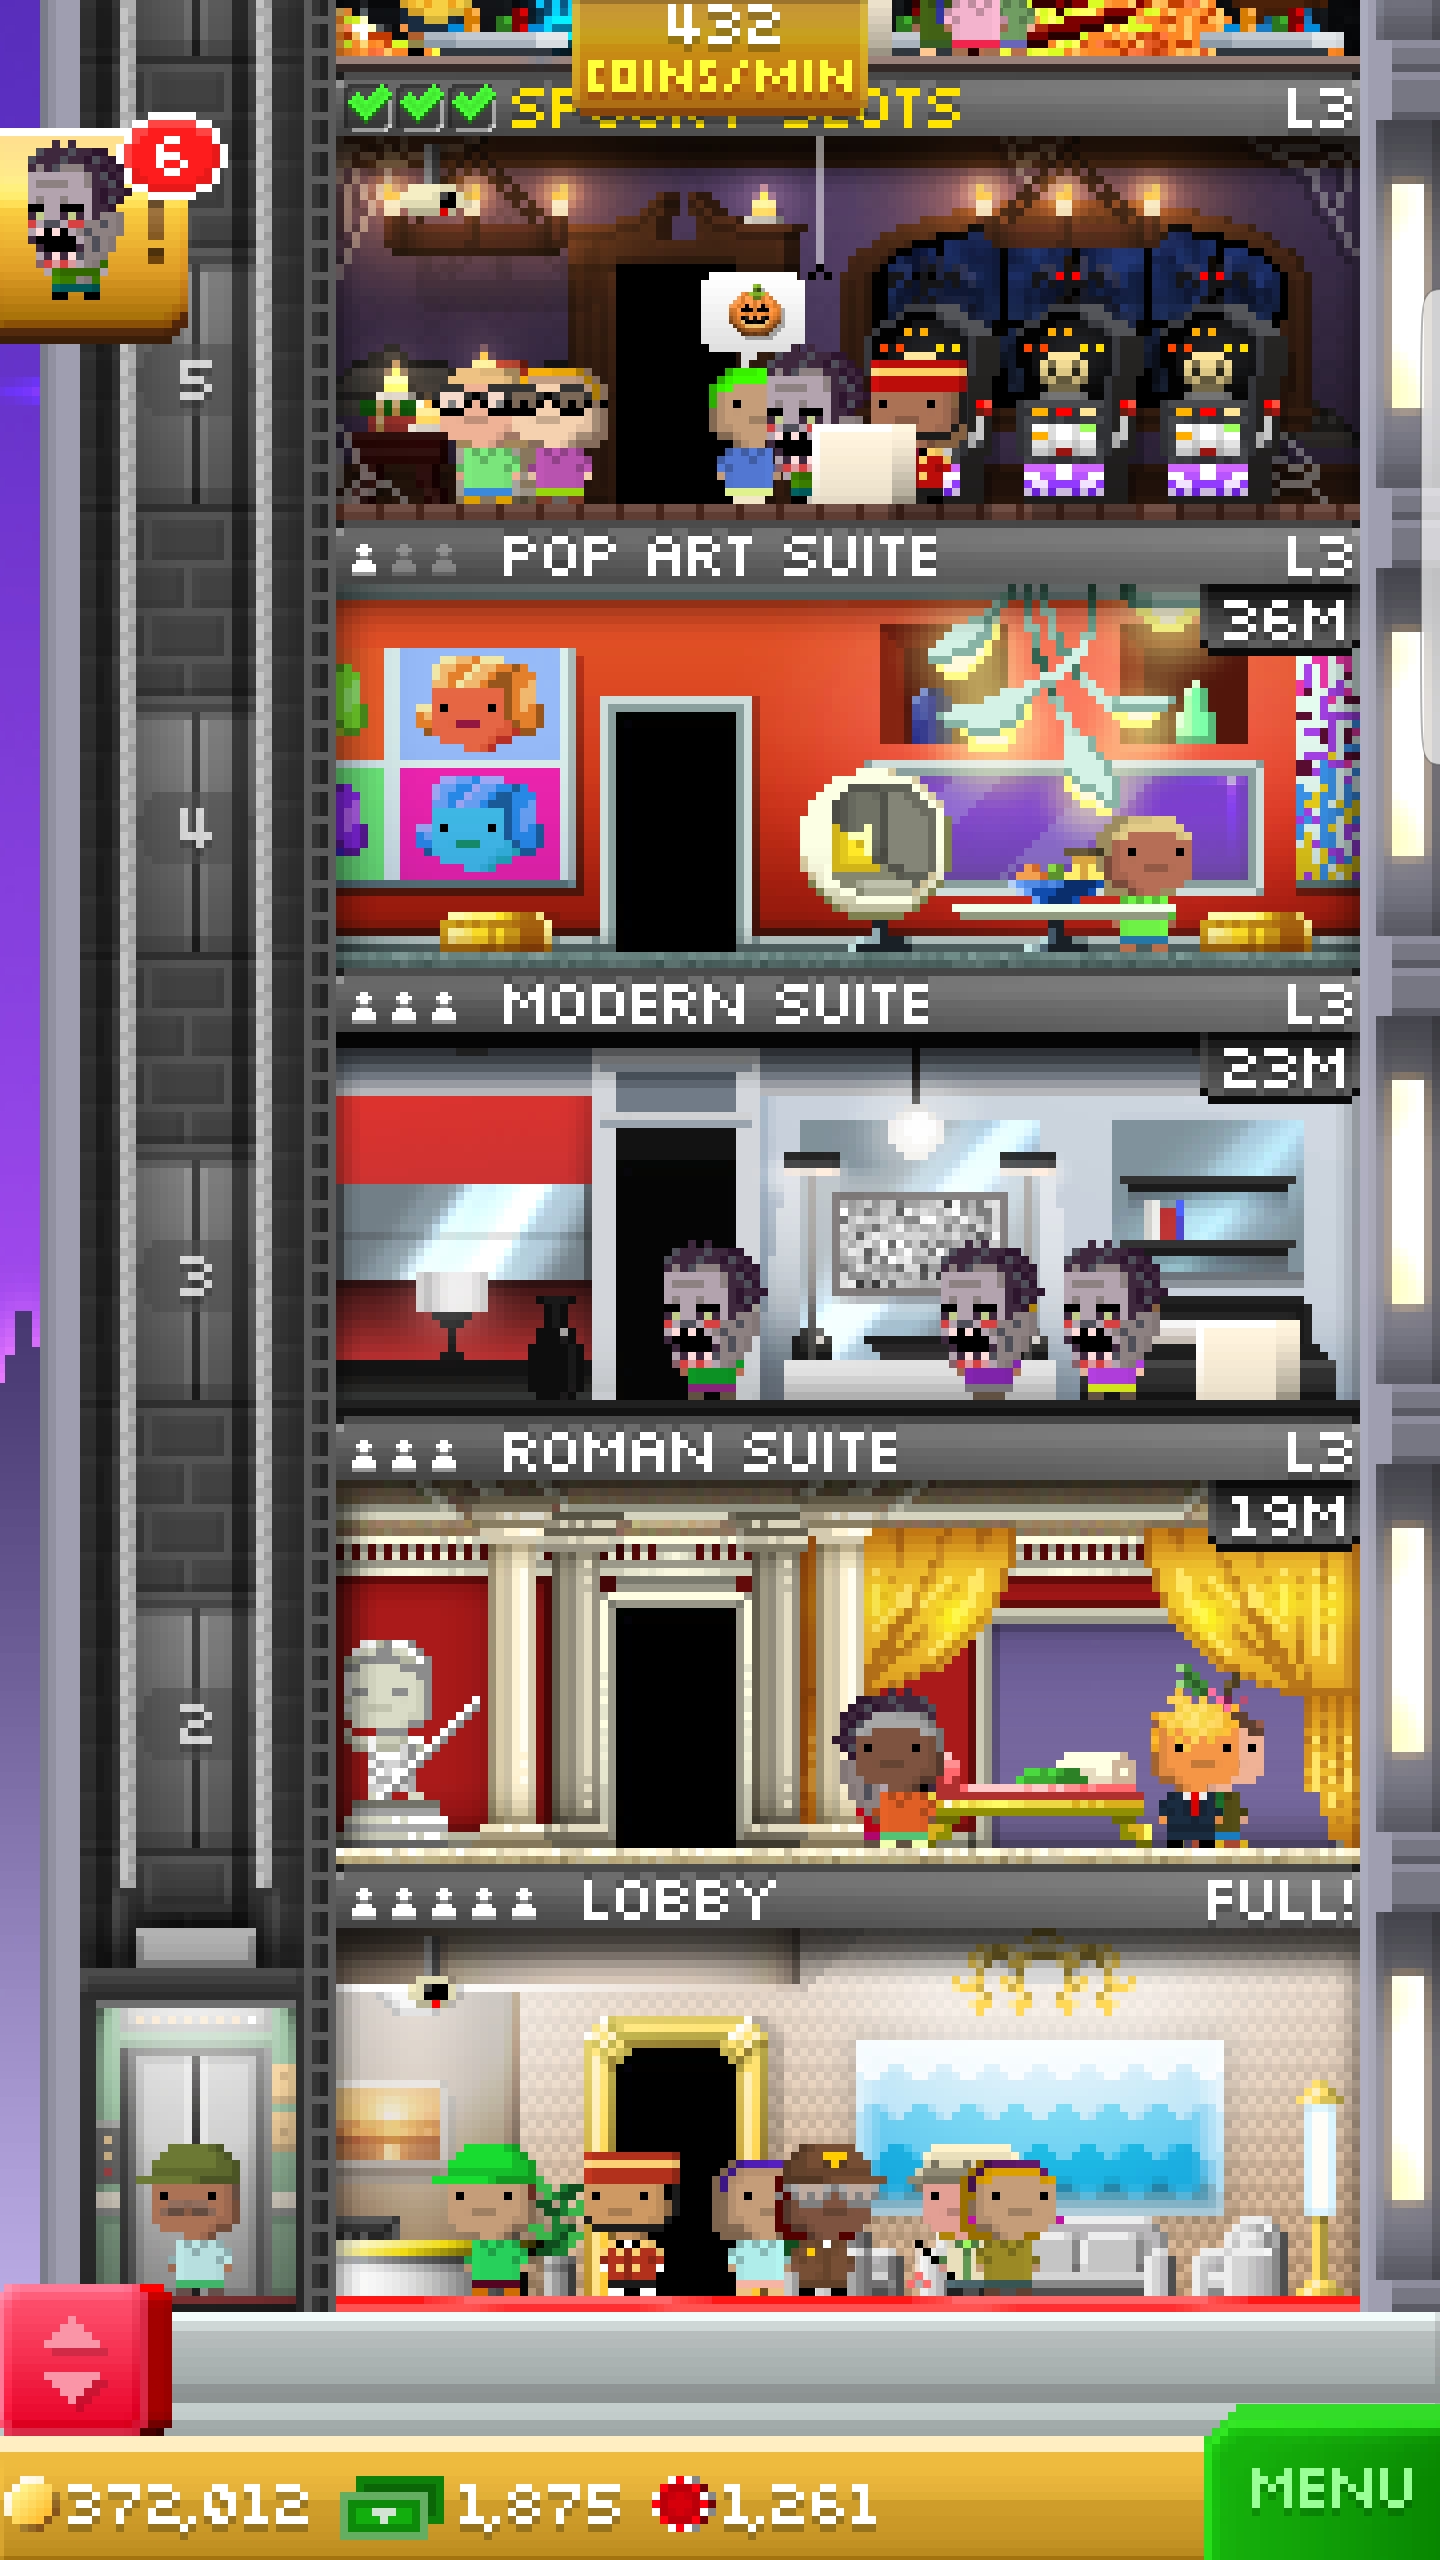 432
COINS/MIN
L3
6
!
5
POP ART SUITE L3
36M
4
MODERN SUITE L3
23M
3
ROMAN SUITE L3
19M
2
LOBBY FULL!
372,012 1,875 1,261
MENU